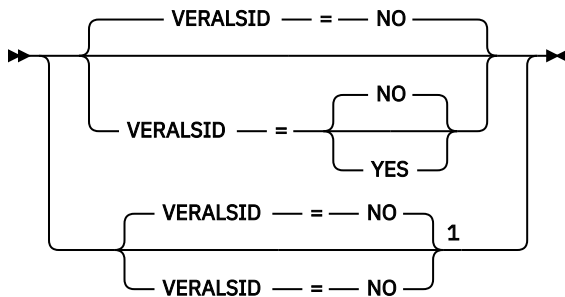 VERALSID = NO
NO
VERALSID =
YES
VERALSID = NO
1
VERALSID = NO